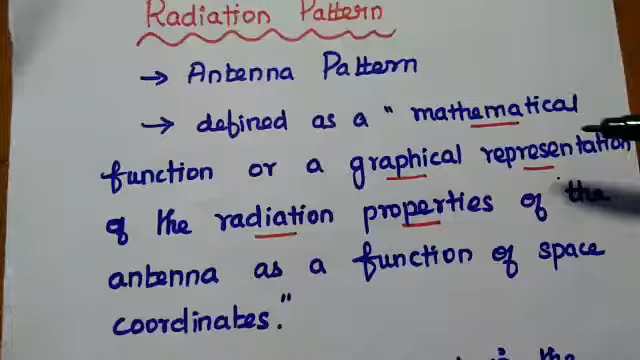 Radiation Pattern
→ Antenna Pattern
→ defined as a "mathematical
function or a graphical representation
of the radiation properties of the
antenna as a function of space
coordinates."
the